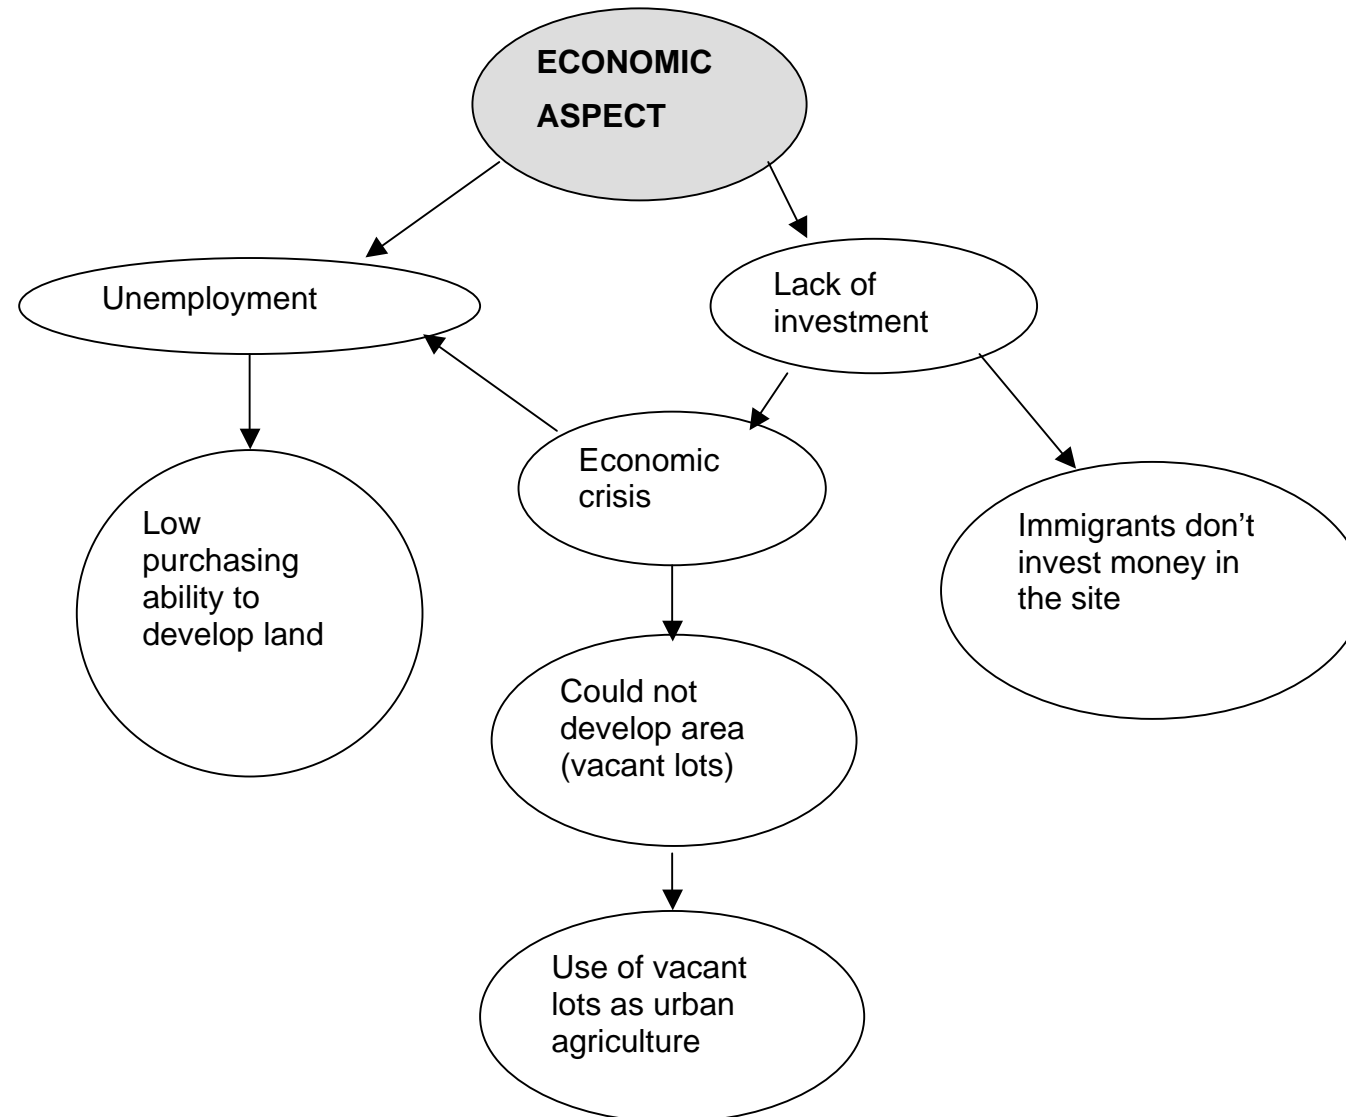 ECONOMIC
ASPECT
Unemployment
Lack of
investment
Economic
crisis
Low
purchasing
ability to
develop land
Immigrants don’t
invest money in
the site
Could not
develop area
(vacant lots)
Use of vacant
lots as urban
agriculture